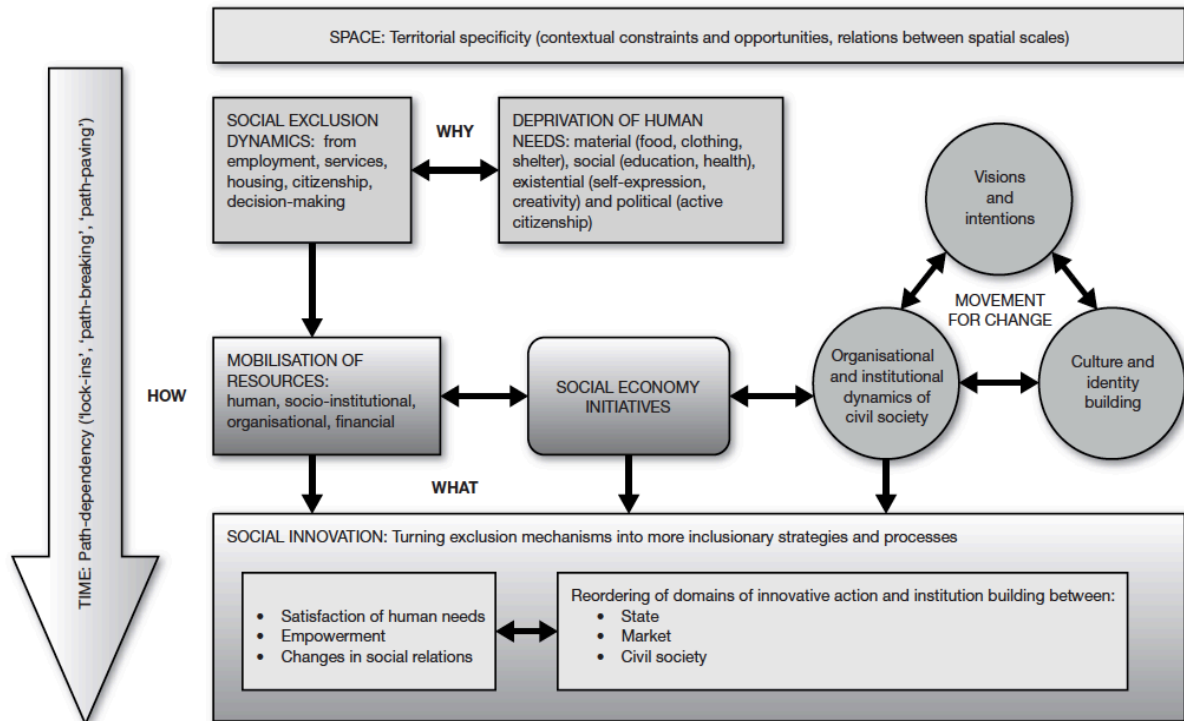 SPACE: Territorial specificity (contextual constraints and opportunities, relations between spatial scales)
TIME: Path-dependency (‘lock-ins’, ‘path-breaking’, ‘path-paving’)
SOCIAL EXCLUSION
DYNAMICS: from
employment, services,
housing, citizenship,
decision-making
WHY
DEPRIVATION OF HUMAN
NEEDS: material (food, clothing,
shelter), social (education, health),
existential (self-expression,
creativity) and political (active
citizenship)
Visions
and
intentions
MOVEMENT
FOR CHANGE
HOW
MOBILISATION OF
RESOURCES:
human, socio-institutional,
organisational, financial
SOCIAL ECONOMY
INITIATIVES
Organisational
and institutional
dynamics of
civil society
Culture and
identity
building
WHAT
SOCIAL INNOVATION: Turning exclusion mechanisms into more inclusionary strategies and processes
• Satisfaction of human needs
• Empowerment
• Changes in social relations
Reordering of domains of innovative action and institution building between:
• State
• Market
• Civil society